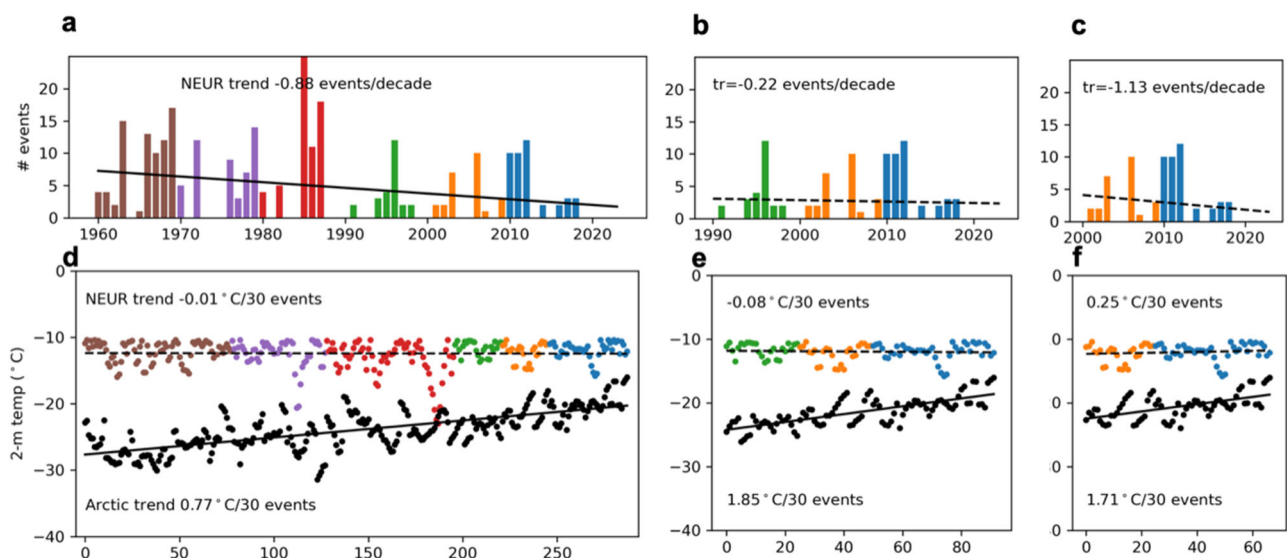 a
b
c
# events
20
15
10
5
0
NEUR trend -0.88 events/decade
1960 1970 1980 1990 2000 2010 2020
20
15
10
5
0
tr=-0.22 events/decade
1990 2000 2010 2020
20
15
10
5
0
tr=-1.13 events/decade
2000 2010 2020
d
e
f
2-m temp (°C)
0
−10
−20
−30
−40
NEUR trend -0.01°C/30 events
Arctic trend 0.77°C/30 events
0 50 100 150 200 250
0
−10
−20
−30
−40
-0.08°C/30 events
1.85°C/30 events
0 20 40 60 80
0
0
0
0
0
0.25°C/30 events
1.71°C/30 events
0 20 40 60